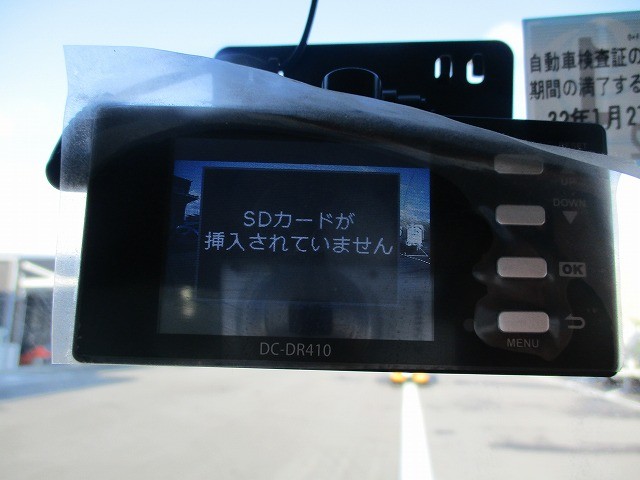 自動車検査証の
期間の満了する
UP
SDカードが
挿入されていません
DOWN
OK
MENU
DC-DR410